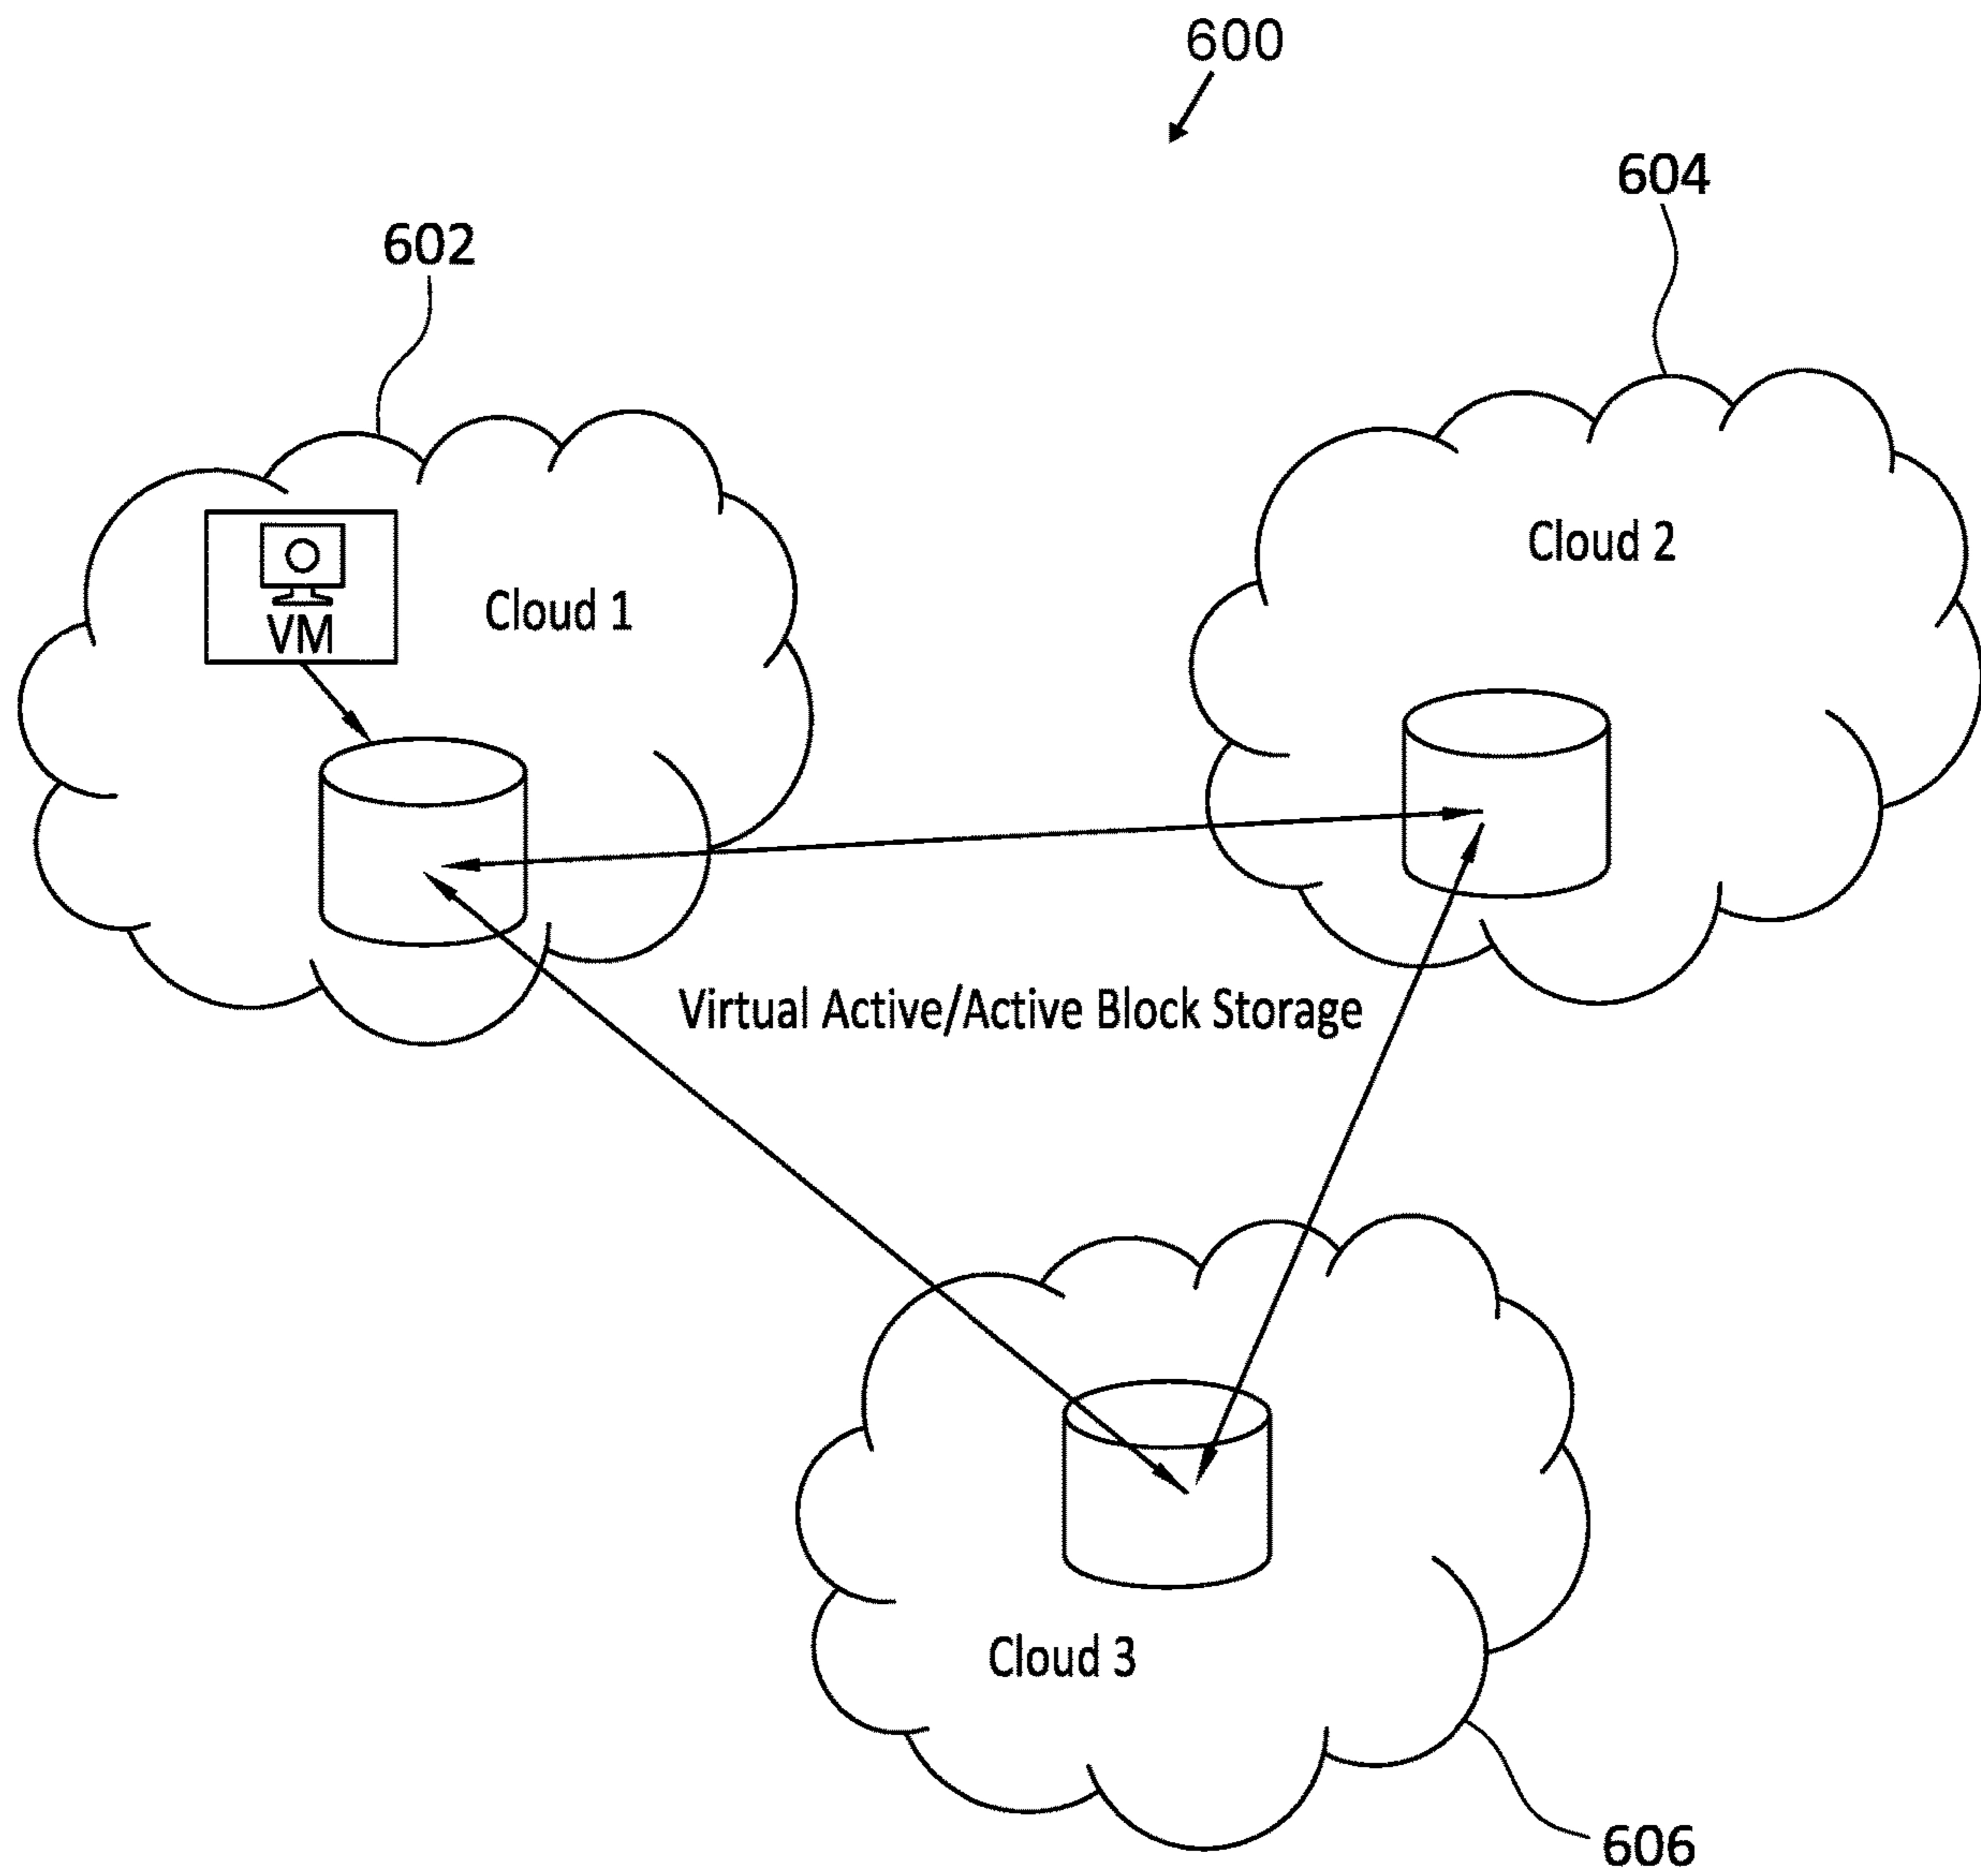 600
604
602
Cloud 2
VM
Cloud 1
Virtual Active/Active Block Storage
Cloud 3
606